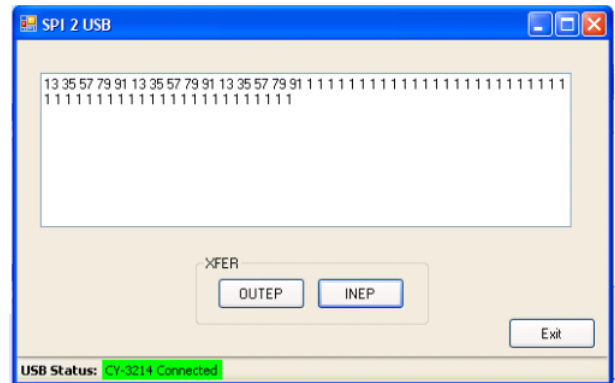 SPI 2 USB
13 35 57 79 91 13 35 57 79 91 13 35 57 79 91 1 1 1 1 1 1 1 1 1 1 1 1 1 1 1 1 1 1 1 1 1 1 1 1 1
1 1 1 1 1 1 1 1 1 1 1 1 1 1 1 1 1 1 1 1 1 1 1 1
XFER
OUTEP INEP
Exit
USB Status: CY-3214 Connected